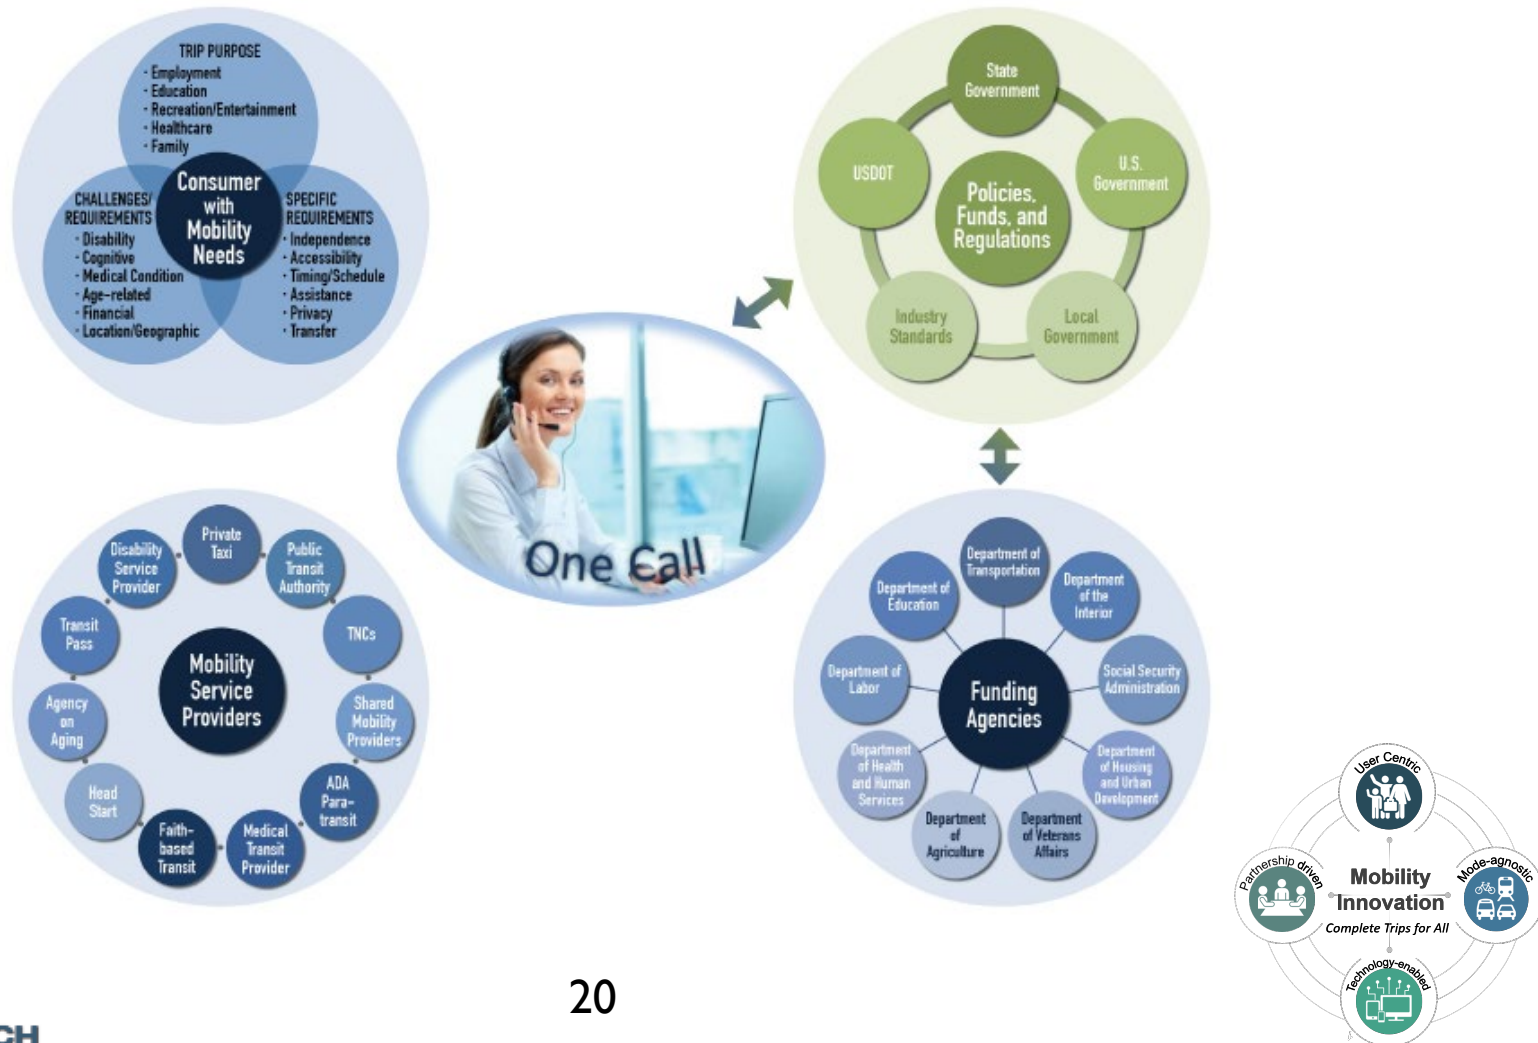 TRIP PURPOSE
· Employment
· Education
· Recreation/Entertainment
· Healthcare
· Family
Consumer
with
Mobility
Needs
CHALLENGES/
REQUIREMENTS
· Disability
· Cognitive
· Medical Condition
· Age-related
· Financial
· Location/Geographic
SPECIFIC
REQUIREMENTS
· Independence
· Accessibility
· Timing/Schedule
· Assistance
· Privacy
· Transfer
State
Government
USDOT
U.S.
Government
Policies,
Funds, and
Regulations
Industry
Standards
Local
Government
One Call
Private
Taxi
Disability
Service
Provider
Public
Transit
Authority
Transit
Pass
TNCs
Mobility
Service
Providers
Agency
on
Aging
Shared
Mobility
Providers
Head
Start
ADA
Para-
transit
Faith-
based
Transit
Medical
Transit
Provider
Department of
Transportation
Department of
Education
Department
of the
Interior
Department of
Labor
Social Security
Administration
Funding
Agencies
Department
of Health
and Human
Services
Department
of Housing
and Urban
Development
Department
of
Agriculture
Department
of Veterans
Affairs
User Centric
Partnership driven
Mode-agnostic
Mobility
Innovation
Complete Trips for All
Technology-enabled
20
CH